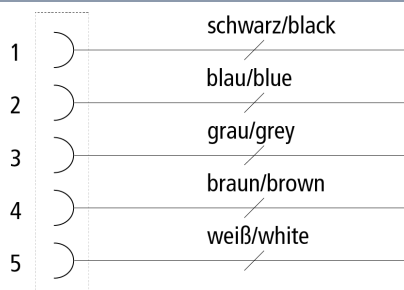 1 schwarz/black
2 blau/blue
3 grau/grey
4 braun/brown
5 weiß/white